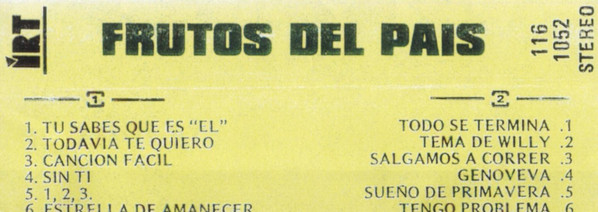 IRT
FRUTOS DEL PAIS
116
1052
STEREO
1
1. TU SABES QUE ES "EL"
2. TODAVIA TE QUIERO
3. CANCION FACIL
4. SIN TI
5. 1, 2, 3.
6. ESTRELLA DE AMANECER
2
TODO SE TERMINA .1
TEMA DE WILLY .2
SALGAMOS A CORRER .3
GENOVEVA .4
SUEÑO DE PRIMAVERA .5
TENGO PROBLEMA .6